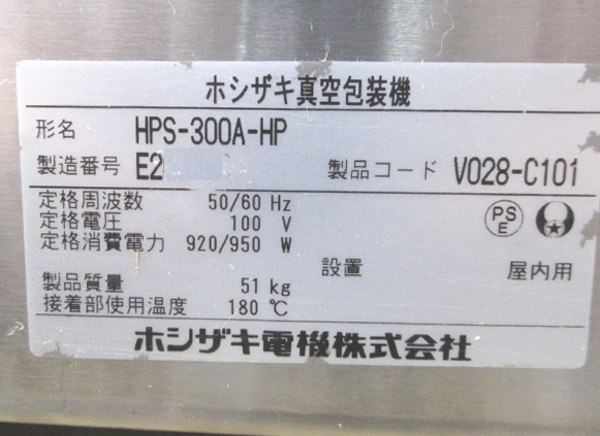 ホシザキ真空包装機
形名 HPS-300A-HP
製造番号 E2 製品コード V028-C101
定格周波数 50/60 Hz
定格電圧 100 V
定格消費電力 920/950 W
PS E
設置 屋内用
製品質量 51 kg
接着部使用温度 180 ℃
ホシザキ電機株式会社